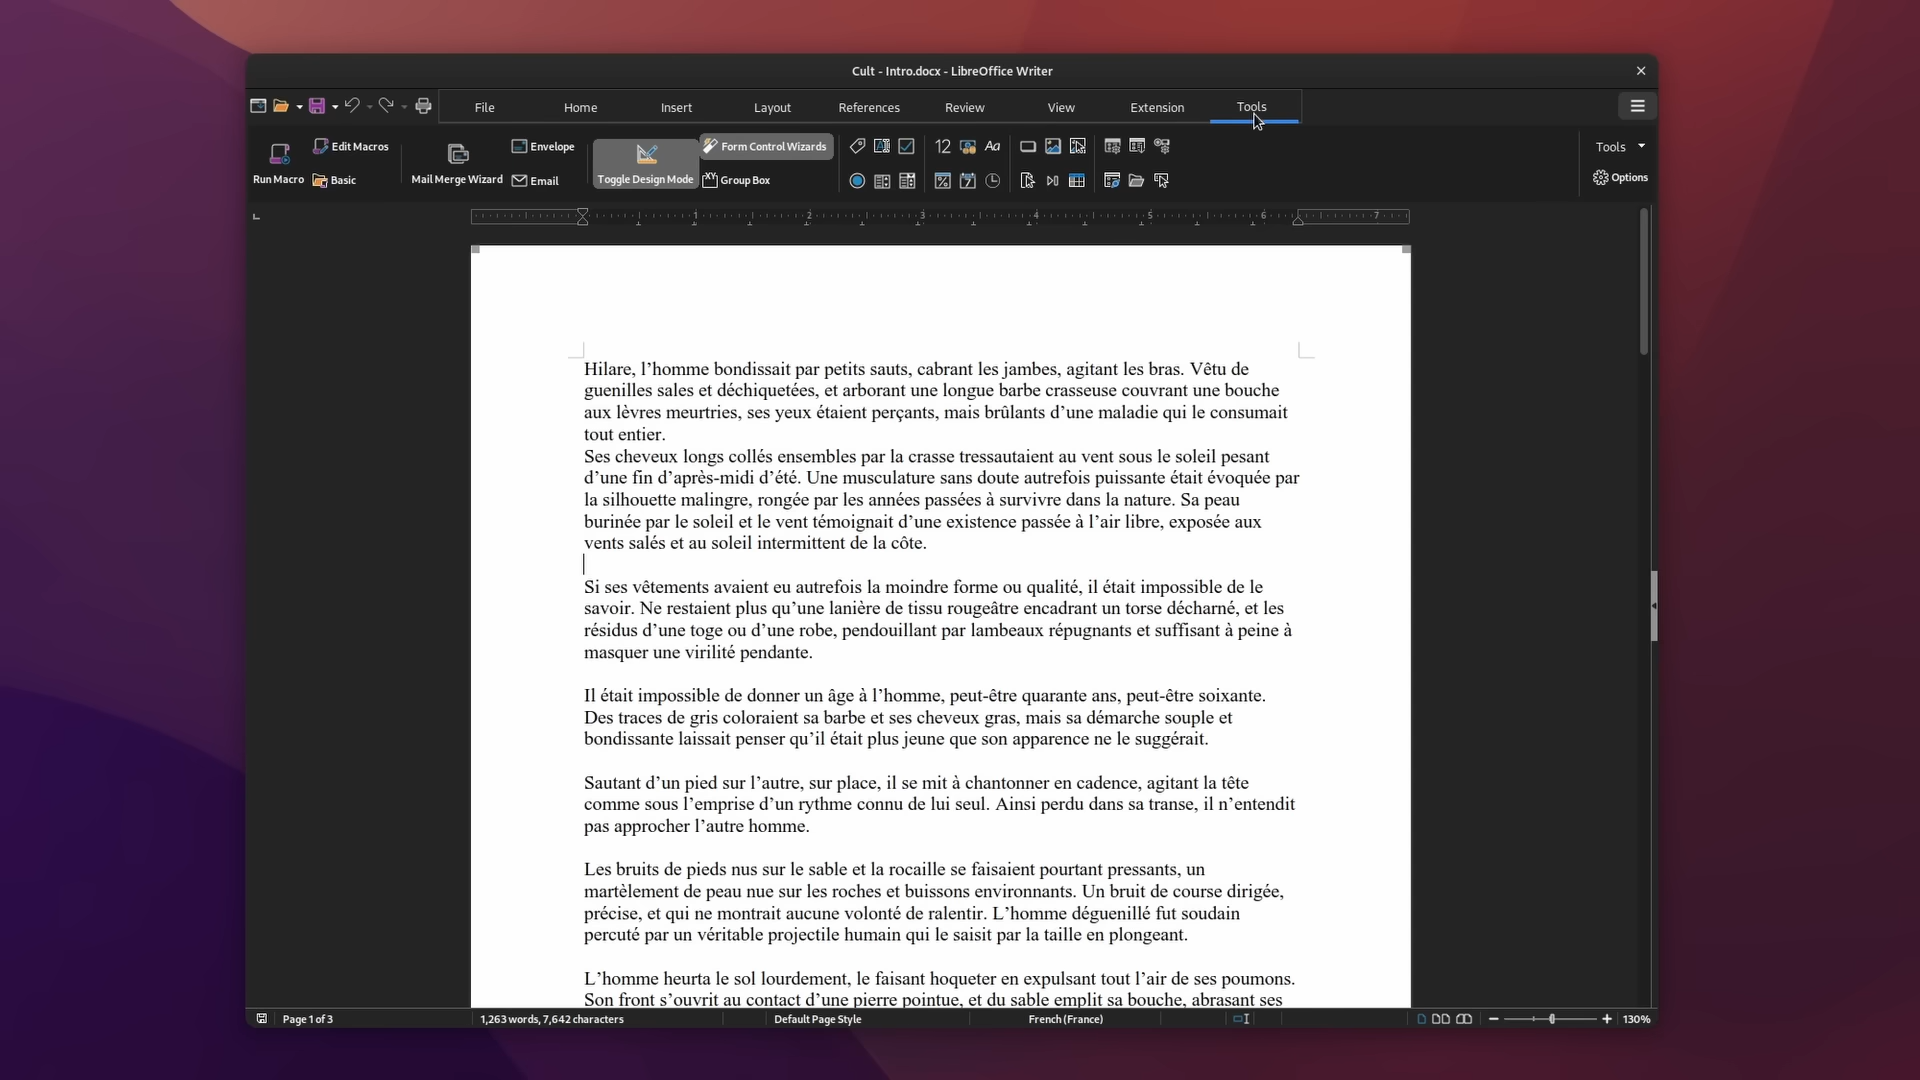 Cult - Intro.docx - LibreOffice Writer
File Home Insert Layout References Review View Extension Tools
Edit Macros Envelope Form Control Wizards 12 Aa Tools
Run Macro Basic Mail Merge Wizard Email Toggle Design Mode XY Group Box Options
1 2 3 4 5 6 7
Hilare, l’homme bondissait par petits sauts, cabrant les jambes, agitant les bras. Vêtu de
guenilles sales et déchiquetées, et arborant une longue barbe crasseuse couvrant une bouche
aux lèvres meurtries, ses yeux étaient perçants, mais brûlants d’une maladie qui le consumait
tout entier.
Ses cheveux longs collés ensembles par la crasse tressautaient au vent sous le soleil pesant
d’une fin d’après-midi d’été. Une musculature sans doute autrefois puissante était évoquée par
la silhouette malingre, rongée par les années passées à survivre dans la nature. Sa peau
burinée par le soleil et le vent témoignait d’une existence passée à l’air libre, exposée aux
vents salés et au soleil intermittent de la côte.
Si ses vêtements avaient eu autrefois la moindre forme ou qualité, il était impossible de le
savoir. Ne restaient plus qu’une lanière de tissu rougeâtre encadrant un torse décharné, et les
résidus d’une toge ou d’une robe, pendouillant par lambeaux répugnants et suffisant à peine à
masquer une virilité pendante.
Il était impossible de donner un âge à l’homme, peut-être quarante ans, peut-être soixante.
Des traces de gris coloraient sa barbe et ses cheveux gras, mais sa démarche souple et
bondissante laissait penser qu’il était plus jeune que son apparence ne le suggérait.
Sautant d’un pied sur l’autre, sur place, il se mit à chantonner en cadence, agitant la tête
comme sous l’emprise d’un rythme connu de lui seul. Ainsi perdu dans sa transe, il n’entendit
pas approcher l’autre homme.
Les bruits de pieds nus sur le sable et la rocaille se faisaient pourtant pressants, un
martèlement de peau nue sur les roches et buissons environnants. Un bruit de course dirigée,
précise, et qui ne montrait aucune volonté de ralentir. L’homme déguenillé fut soudain
percuté par un véritable projectile humain qui le saisit par la taille en plongeant.
L’homme heurta le sol lourdement, le faisant hoqueter en expulsant tout l’air de ses poumons.
Son front s’ouvrit au contact d’une pierre pointue, et du sable emplit sa bouche, abrasant ses
Page 1 of 3 1,263 words, 7,642 characters Default Page Style French (France) 130%